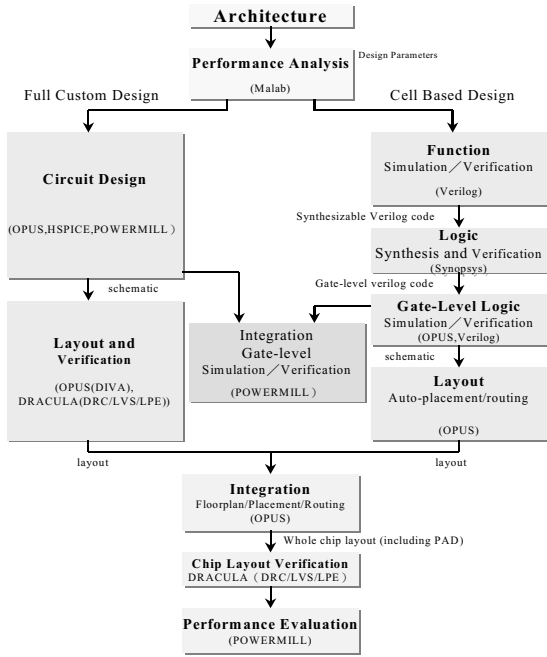 Architecture
Performance Analysis
(Malab)
Design Parameters
Full Custom Design
Cell Based Design
Circuit Design
(OPUS,HSPICE,POWERMILL）
Function
Simulation／Verification
(Verilog)
Synthesizable Verilog code
Logic
Synthesis and Verification
(Synopsys)
schematic
Gate-level verilog code
Layout and
Verification
(OPUS(DIVA),
DRACULA(DRC/LVS/LPE))
Integration
Gate-level
Simulation／Verification
(POWERMILL）
Gate-Level Logic
Simulation／Verification
(OPUS,Verilog)
schematic
Layout
Auto-placement/routing
(OPUS)
layout
layout
Integration
Floorplan/Placement/Routing
(OPUS)
Whole chip layout (including PAD)
Chip Layout Verification
DRACULA（DRC/LVS/LPE）
Performance Evaluation
(POWERMILL)